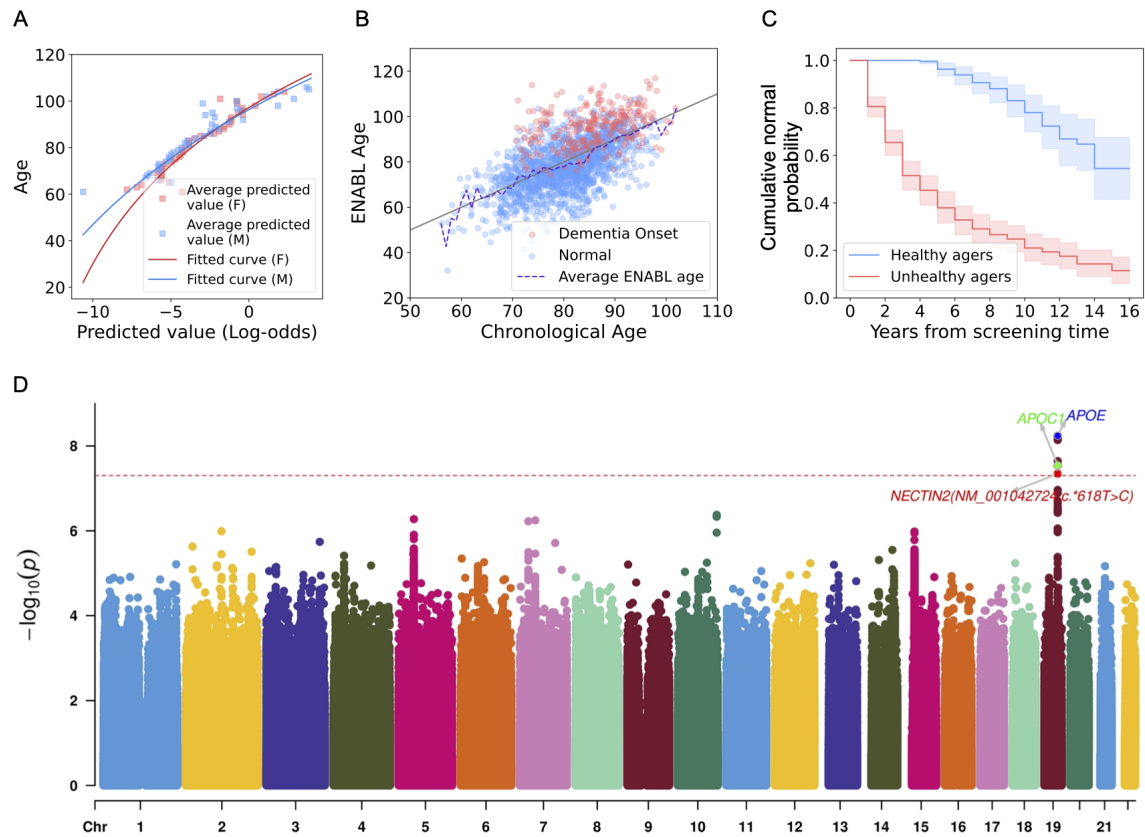 A
120
100
80
60
40
20
Age
−10
−5
0
Predicted value (Log-odds)
Average predicted
value (F)
Average predicted
value (M)
Fitted curve (F)
Fitted curve (M)
B
120
100
80
60
40
20
ENABL Age
50
60
70
80
90
100
110
Chronological Age
Dementia Onset
Normal
Average ENABL age
C
1.0
0.8
0.6
0.4
0.2
0.0
Cumulative normal
probability
0 2 4 6 8 10 12 14 16
Years from screening time
Healthy agers
Unhealthy agers
D
8
6
4
2
0
−log10(p)
APOC1
APOE
NECTIN2(NM_001042724:c.*618T>C)
Chr 1 2 3 4 5 6 7 8 9 10 11 12 13 14 15 16 17 18 19 21